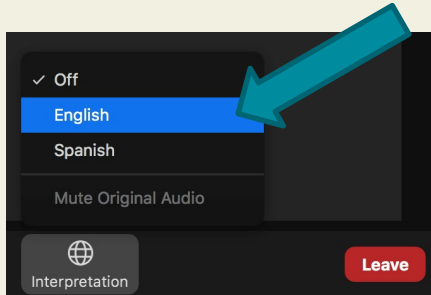 Off
English
Spanish
Mute Original Audio
Interpretation
Leave